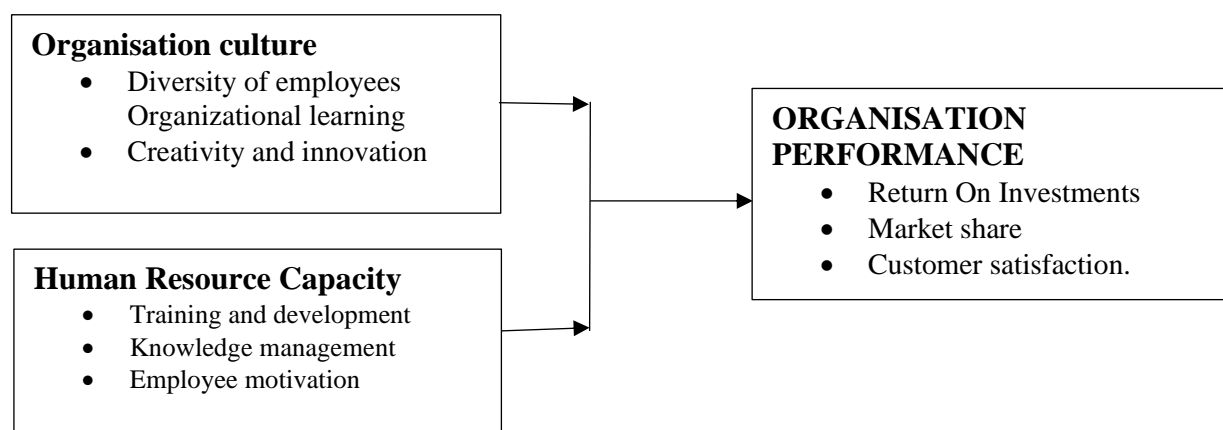 Organisation culture
• Diversity of employees
Organizational learning
• Creativity and innovation
Human Resource Capacity
• Training and development
• Knowledge management
• Employee motivation
ORGANISATION
PERFORMANCE
• Return On Investments
• Market share
• Customer satisfaction.